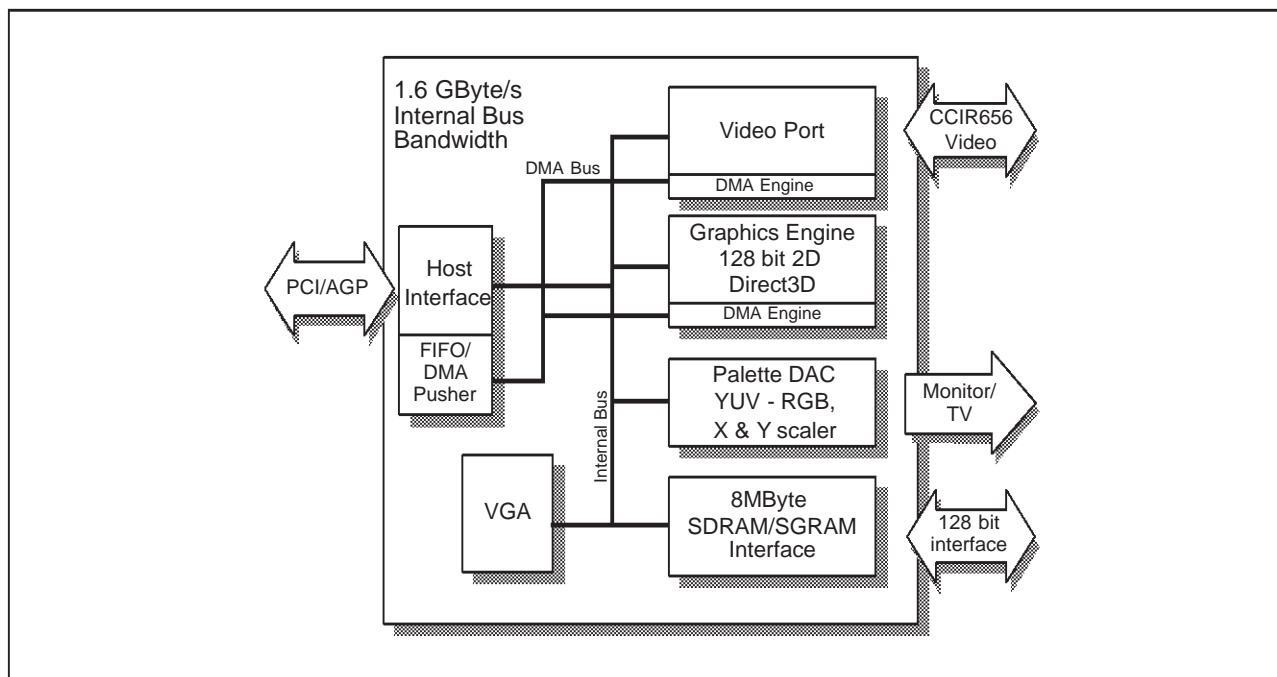 1.6 GByte/s
Internal Bus
Bandwidth
DMA Bus
Video Port
DMA Engine
CCIR656
Video
PCI/AGP
Host
Interface
FIFO/
DMA
Pusher
Graphics Engine
128 bit 2D
Direct3D
DMA Engine
Internal Bus
Palette DAC
YUV - RGB,
X & Y scaler
Monitor/
TV
VGA
8MByte
SDRAM/SGRAM
Interface
128 bit
interface